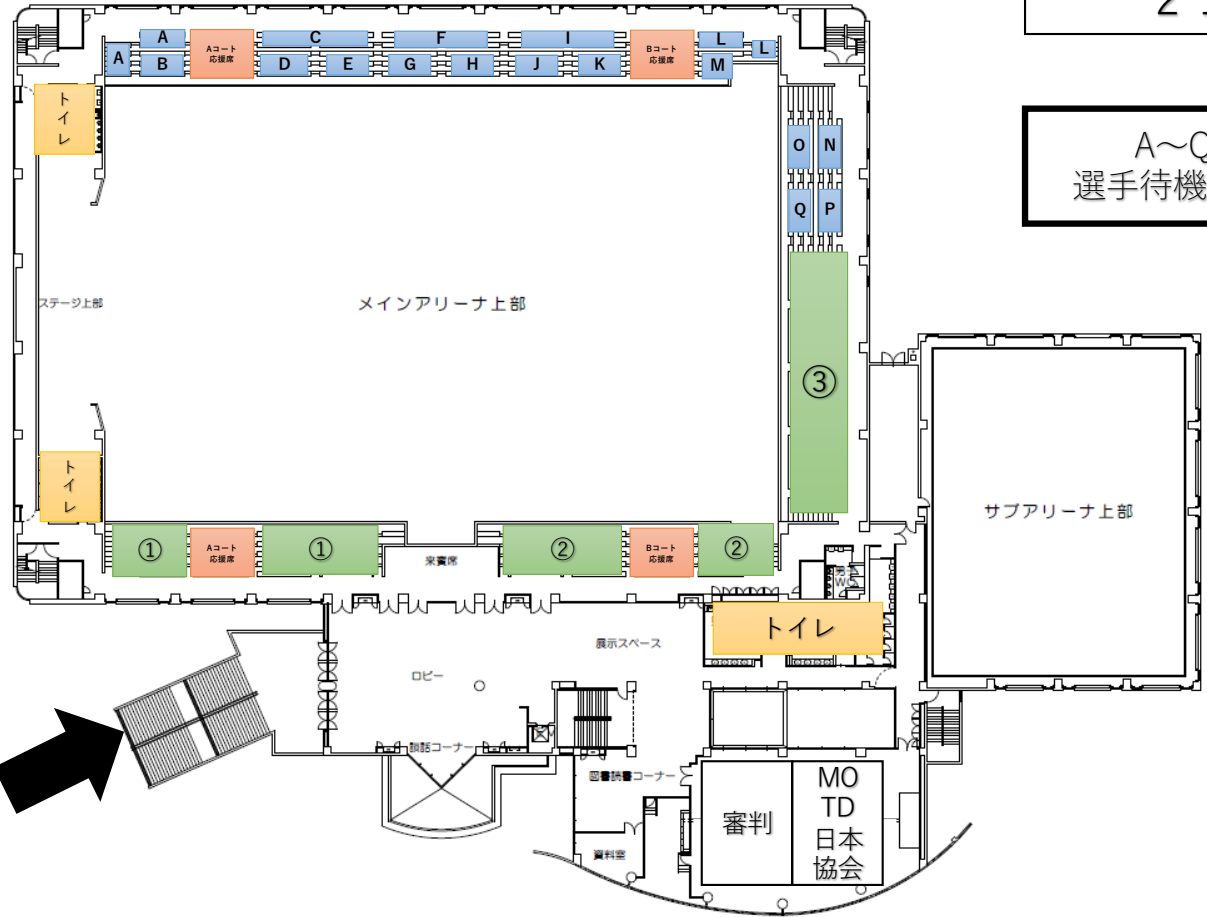 A
C
F
I
L
L
A
B
Aコート
応援席
D
E
G
H
J
K
Bコート
応援席
M
トイレ
O
N
Q
P
A～Q
選手待機
ステージ上部
メインアリーナ上部
③
トイレ
サブアリーナ上部
①
Aコート
応援席
①
来賓席
②
Bコート
応援席
②
男子
WC
トイレ
展示スペース
ロビー
談話コーナー
図書読書コーナー
資料室
審判
MO
TD
日本
協会